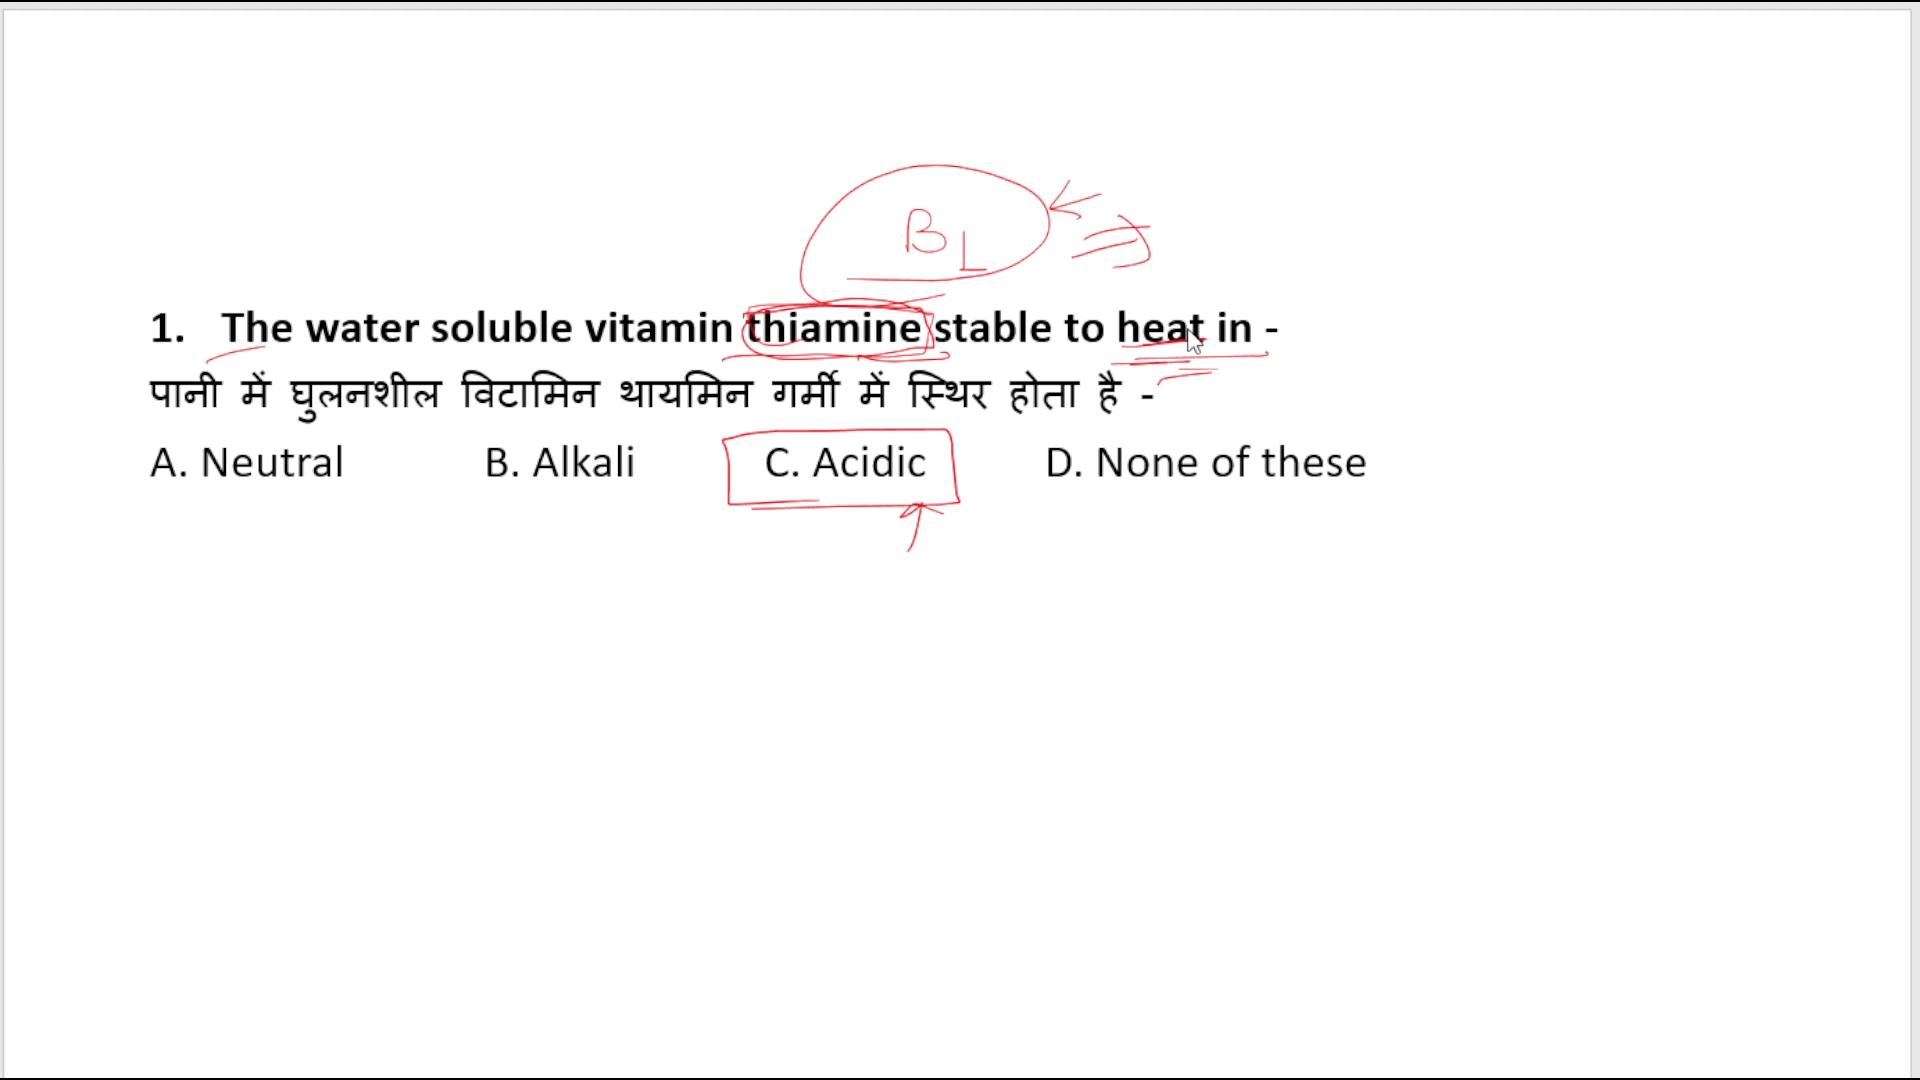 B1
1. The water soluble vitamin thiamine stable to heat in -
पानी में घुलनशील विटामिन थायमिन गर्मी में स्थिर होता है -
A. Neutral B. Alkali C. Acidic D. None of these